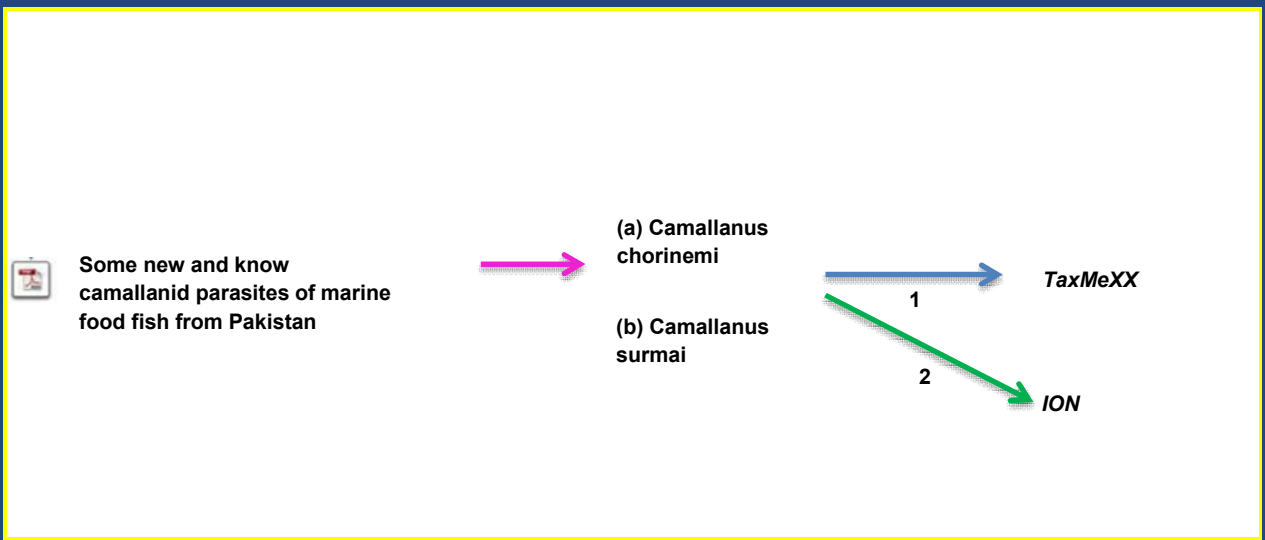 Some new and know
camallanid parasites of marine
food fish from Pakistan
(a) Camallanus
chorinemi
(b) Camallanus
surmai
1
TaxMeXX
2
ION